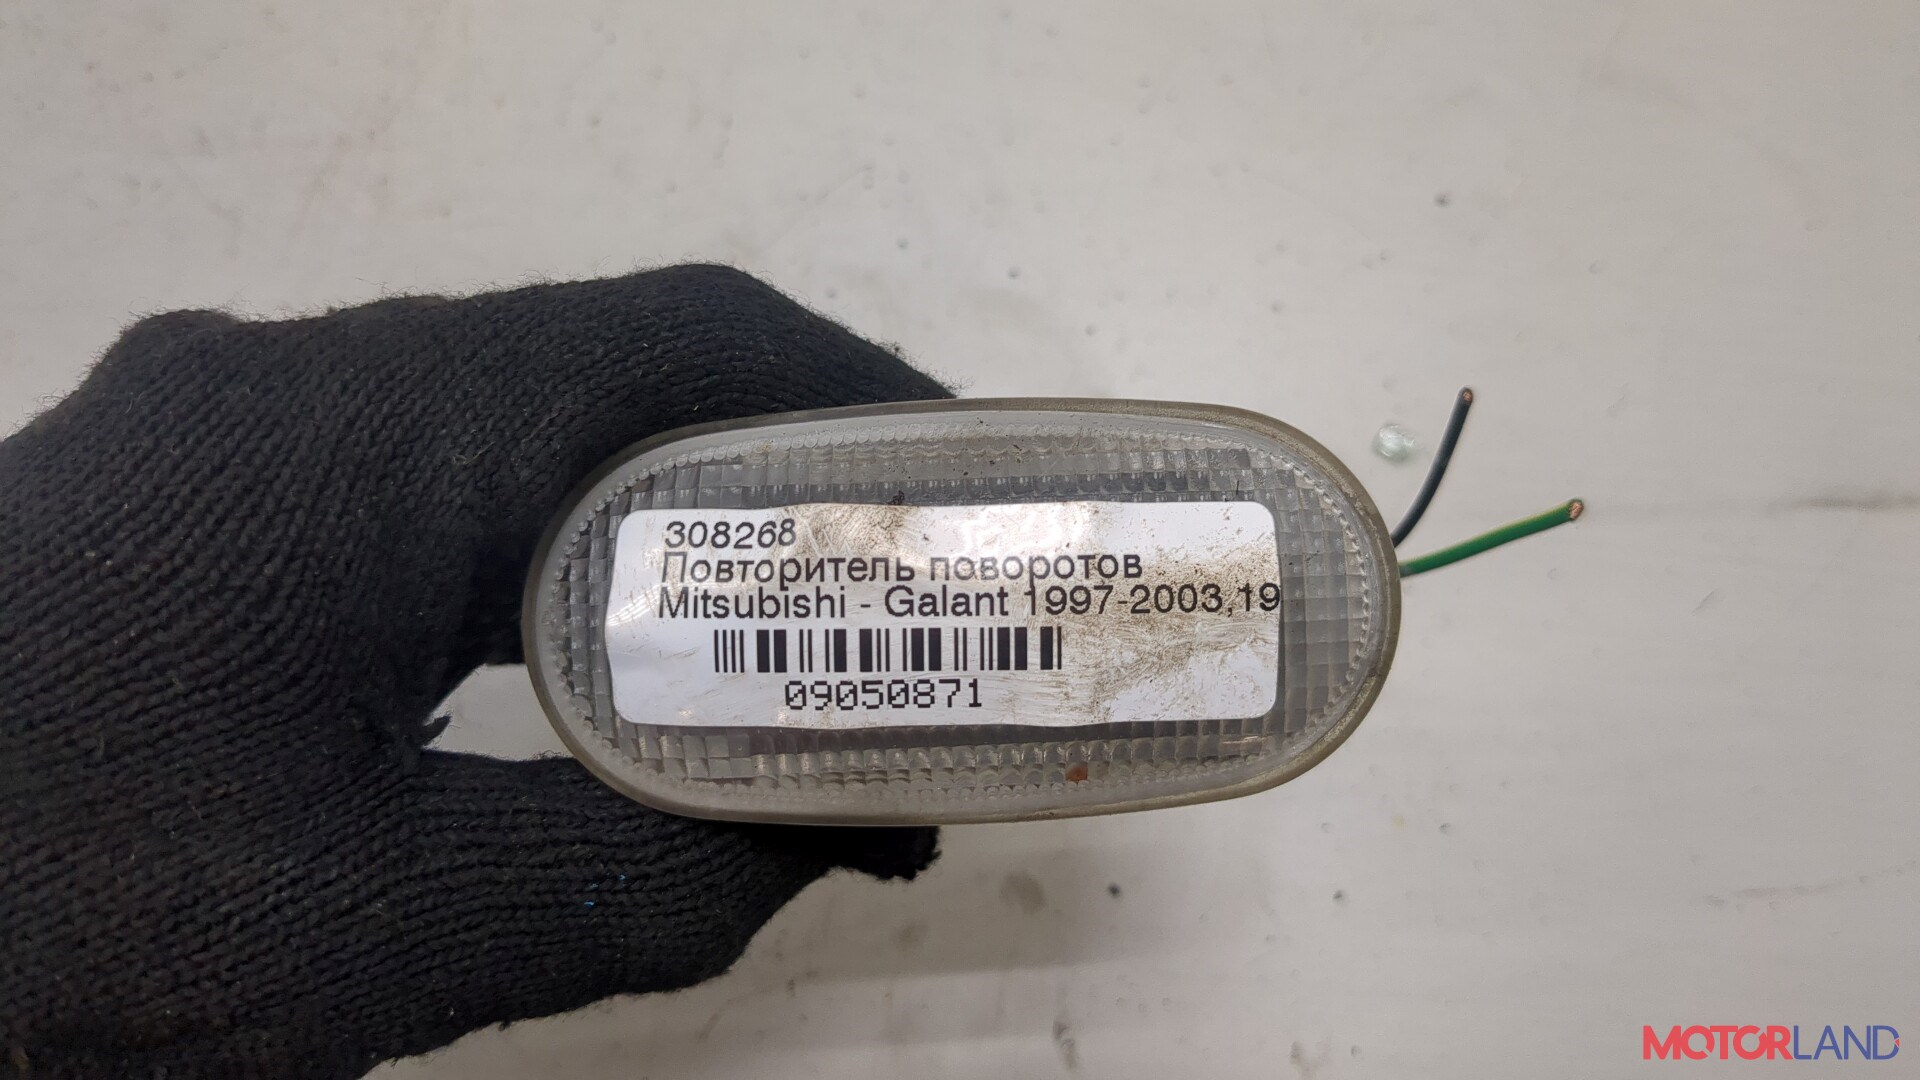 308268
Повторитель поворотов
Mitsubishi - Galant 1997-2003,19
09050871
MOTORLAND